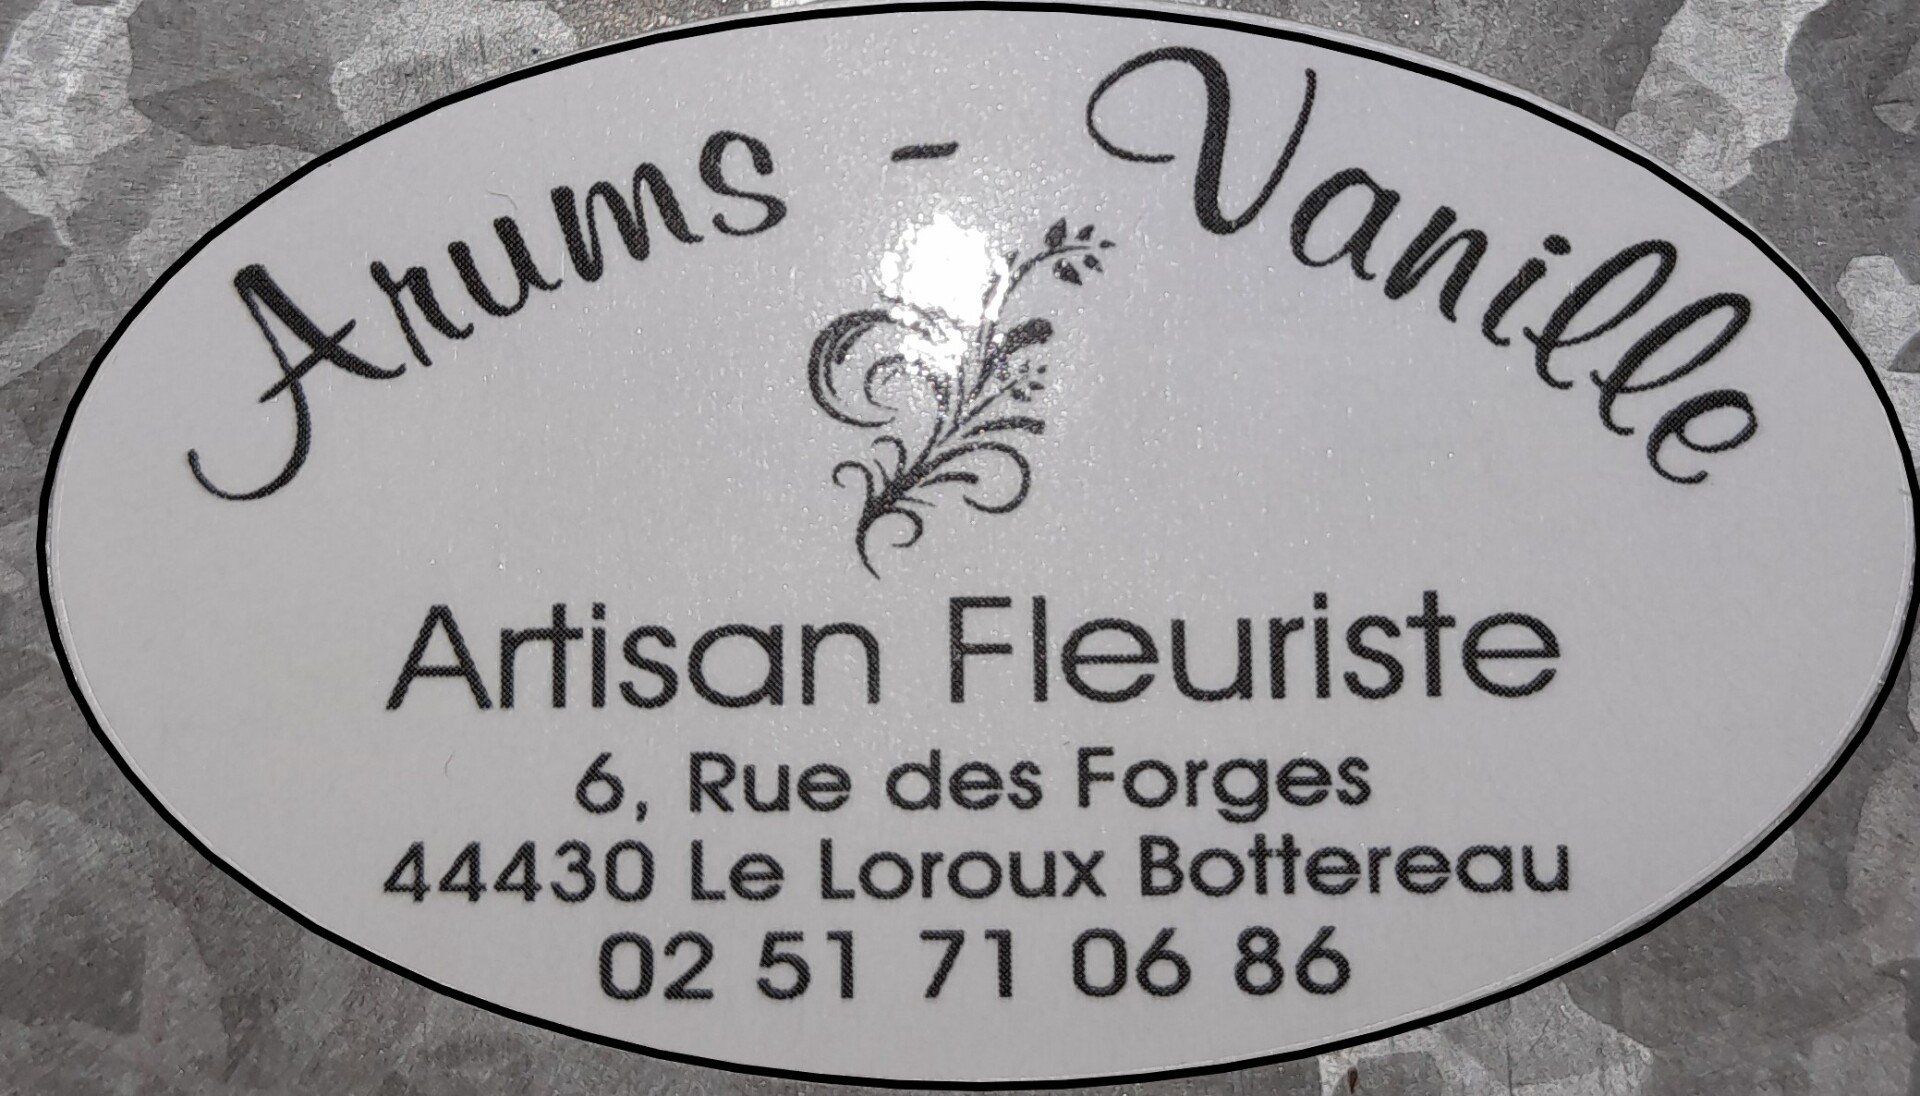 Arums - Vanille
Artisan Fleuriste
6, Rue des Forges
44430 Le Loroux Bottereau
02 51 71 06 86